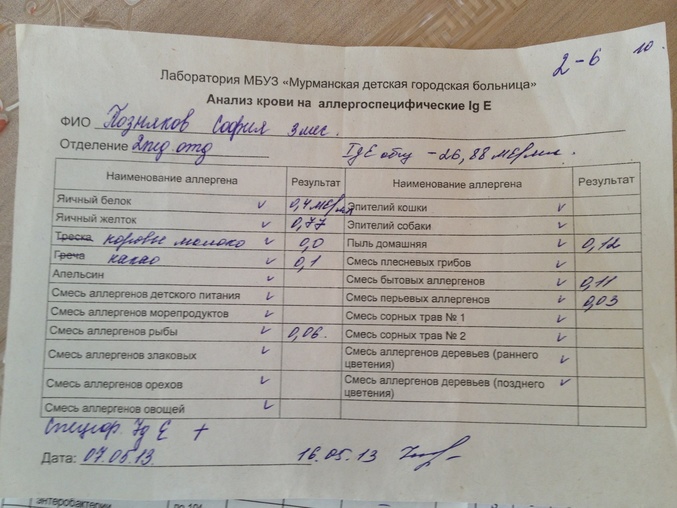 2-6 10.
Лаборатория МБУЗ «Мурманская детская городская больница»
Анализ крови на аллергоспецифические Ig E
ФИО Позняков София 3 мес.
Отделение 2пед. отд IgE общ - 26,88 МЕ/мл.
Наименование аллергена Результат Наименование аллергена Результат
Яичный белок v 0,4 МЕ/мл Эпителий кошки v
Яичный желток v 0,77 Эпителий собаки v
Треска коровье молоко v 0,0 Пыль домашняя v 0,12
Греча какао v 0,1 Смесь плесневых грибов v
Апельсин v Смесь бытовых аллергенов v 0,11
Смесь аллергенов детского питания v Смесь перьевых аллергенов v 0,03
Смесь аллергенов морепродуктов v Смесь сорных трав № 1 v
Смесь аллергенов рыбы v 0,06. Смесь сорных трав № 2 v
Смесь аллергенов злаковых v Смесь аллергенов деревьев (раннего v
цветения)
Смесь аллергенов орехов v Смесь аллергенов деревьев (позднего v
цветения)
Смесь аллергенов овощей v
Специф. Ig E +
Дата: 07.05.13. 16.05.13
антеробактерии